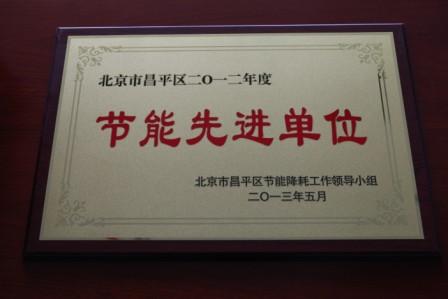 北京市昌平区二〇一二年度
节能先进单位
北京市昌平区节能降耗工作领导小组
二〇一三年五月